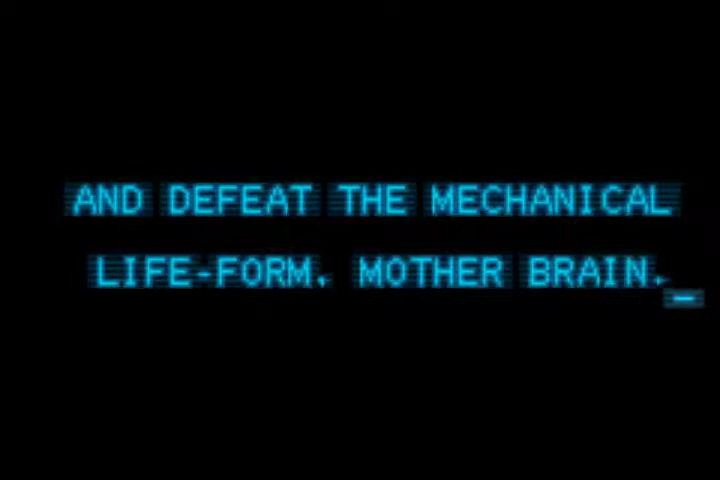 AND DEFEAT THE MECHANICAL
LIFE-FORM, MOTHER BRAIN._